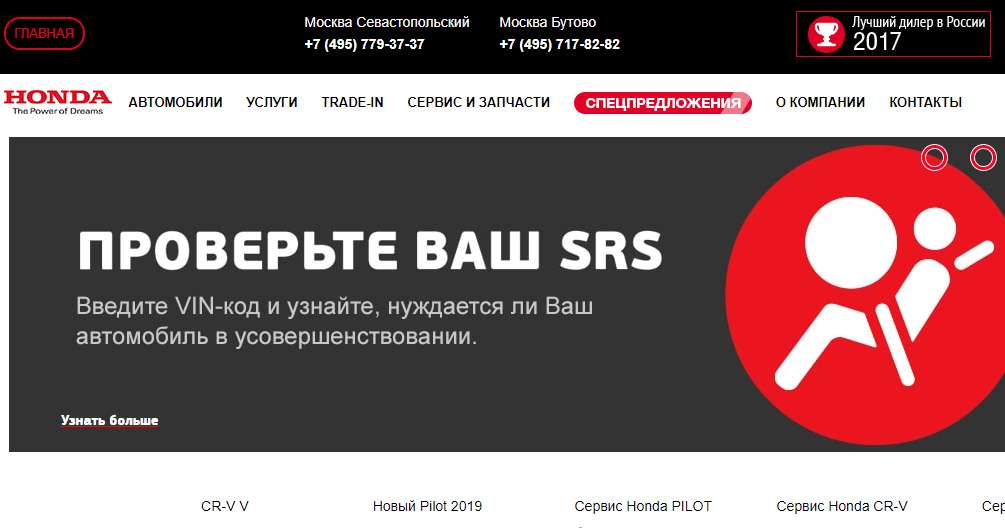 ГЛАВНАЯ
Москва Севастопольский
+7 (495) 779-37-37
Москва Бутово
+7 (495) 717-82-82
Лучший дилер в России
2017
HONDA
The Power of Dreams
АВТОМОБИЛИ
УСЛУГИ
TRADE-IN
СЕРВИС И ЗАПЧАСТИ
СПЕЦПРЕДЛОЖЕНИЯ
О КОМПАНИИ
КОНТАКТЫ
ПРОВЕРЬТЕ ВАШ SRS
Введите VIN-код и узнайте, нуждается ли Ваш
автомобиль в усовершенствовании.
Узнать больше
CR-V V
Новый Pilot 2019
Сервис Honda PILOT
Сервис Honda CR-V